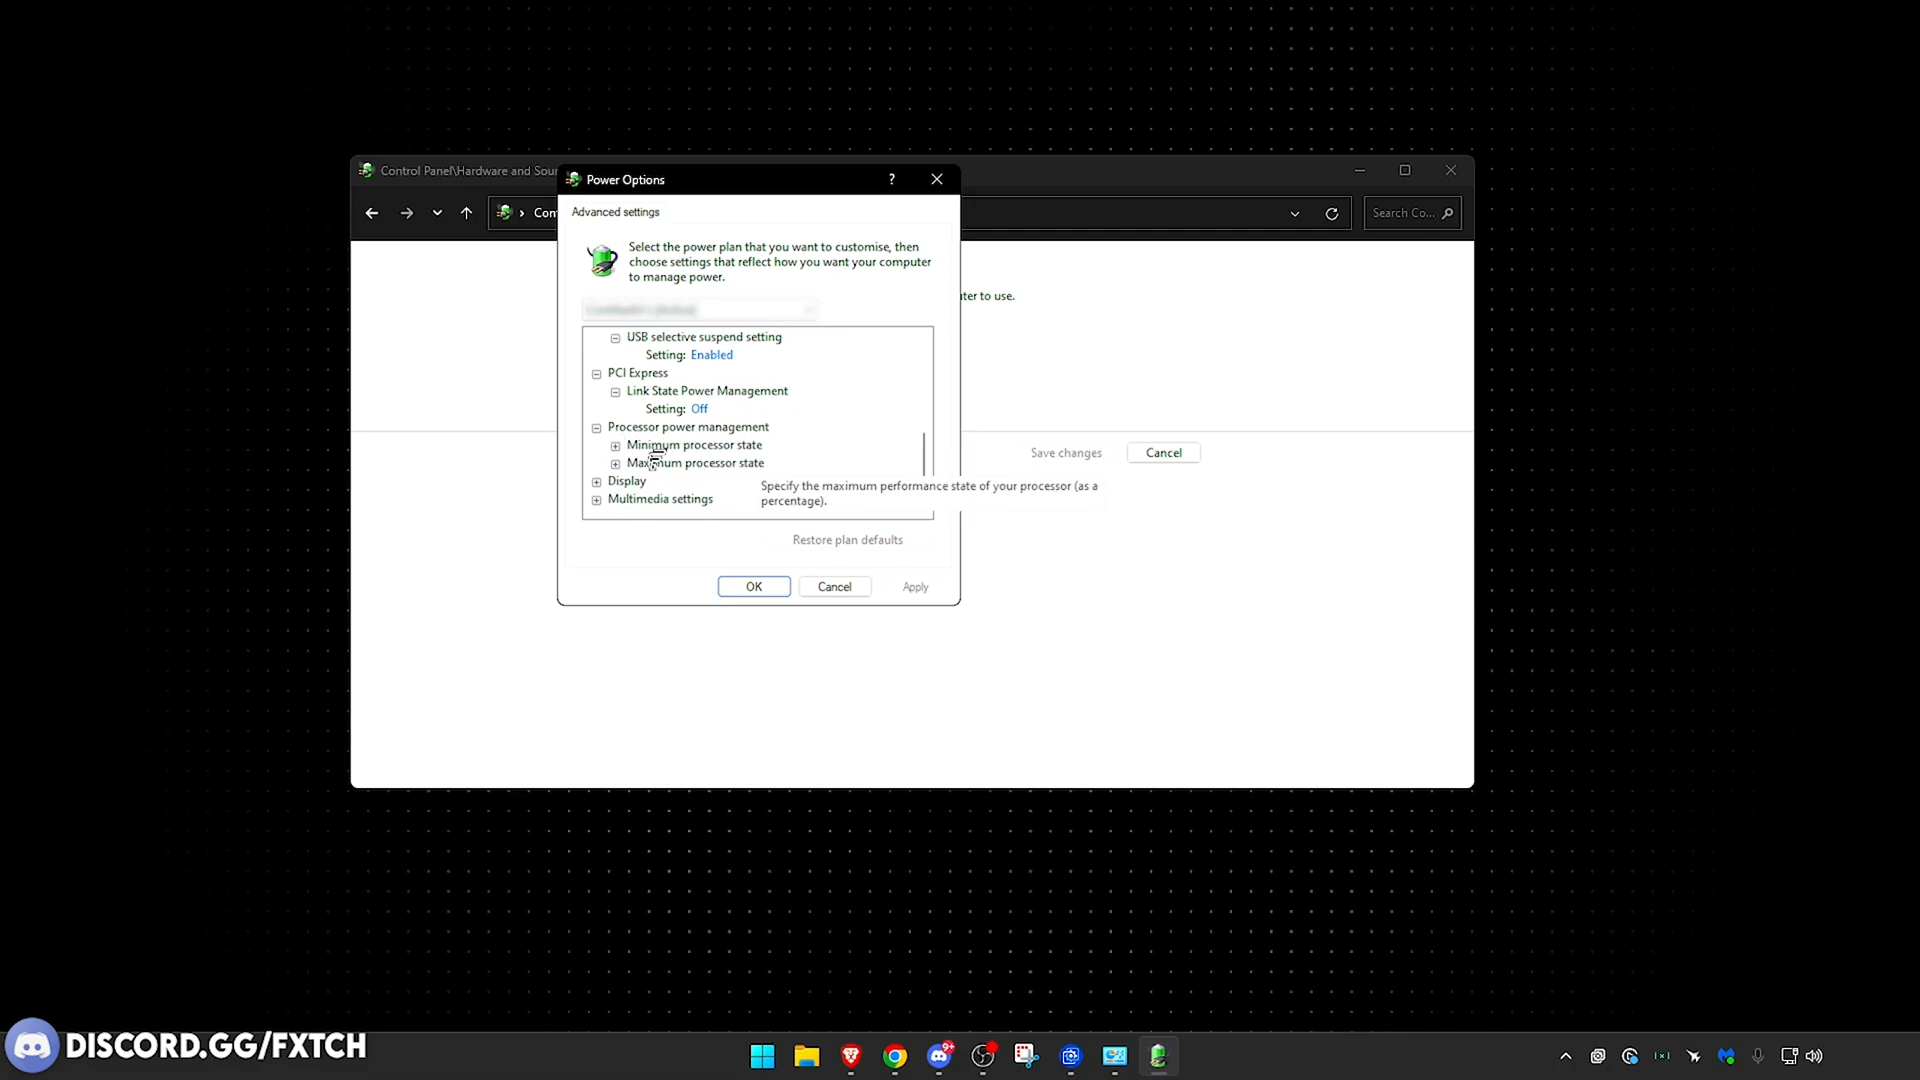 Control Panel\Hardware and Sour
Power Options
Con
Search Co...
Advanced settings
Select the power plan that you want to customise, then
choose settings that reflect how you want your computer
to manage power.
ter to use.
USB selective suspend setting
Setting: Enabled
PCI Express
Link State Power Management
Setting: Off
Processor power management
Minimum processor state
Maximum processor state
Display
Multimedia settings
Specify the maximum performance state of your processor (as a
percentage).
Save changes
Cancel
Restore plan defaults
OK
Cancel
Apply
DISCORD.GG/FXTCH
9+